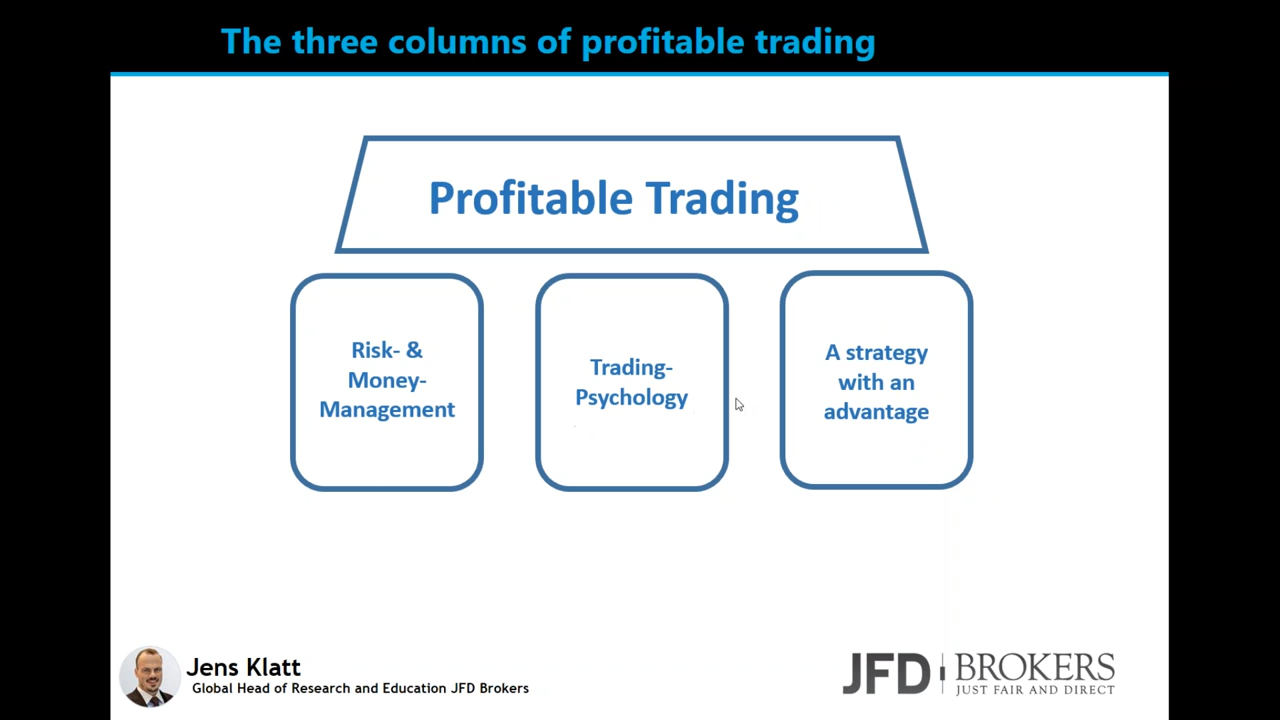 The three columns of profitable trading
Profitable Trading
Risk- &
Money-
Management
Trading-
Psychology
A strategy
with an
advantage
Jens Klatt
Global Head of Research and Education JFD Brokers
JFD BROKERS
JUST FAIR AND DIRECT